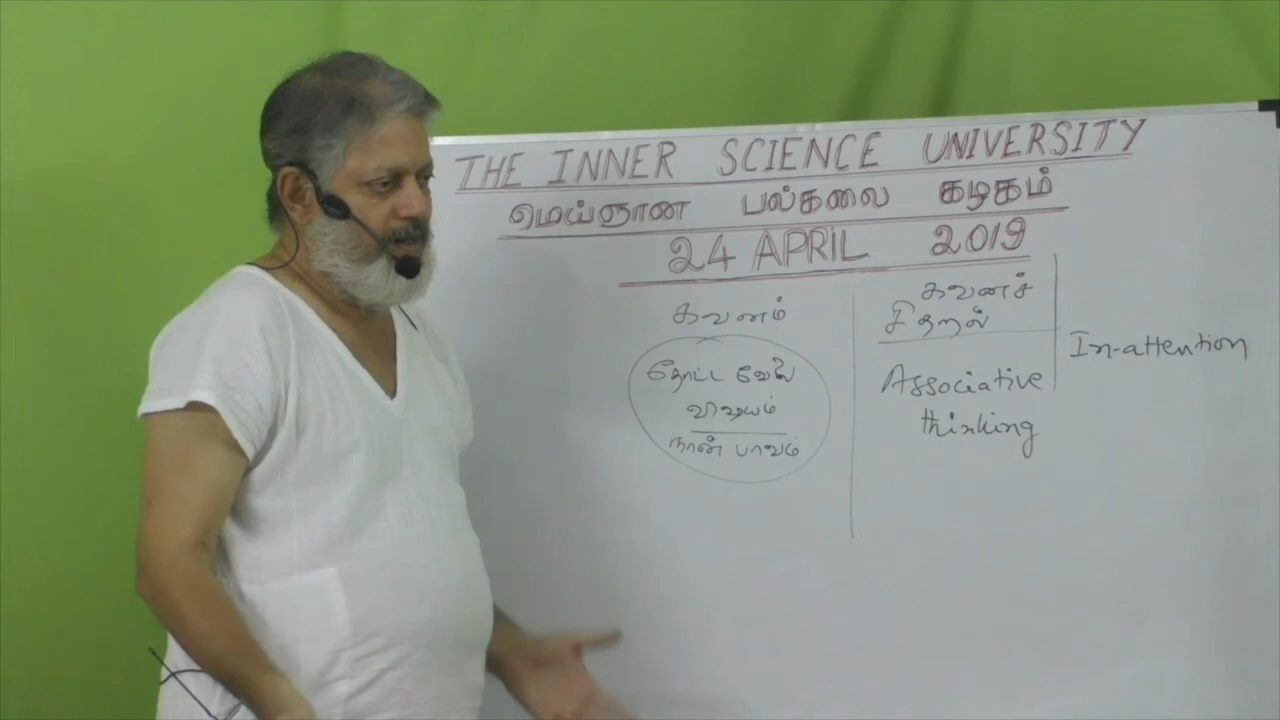 THE INNER SCIENCE UNIVERSITY
மெய்ஞான பல்கலை கழகம்
24 APRIL 2019
கவனம்
தோட்ட வேலை
விஷயம்
நான் பாவம்
கவனச்
சிதறல்
Associative
thinking
In-attention